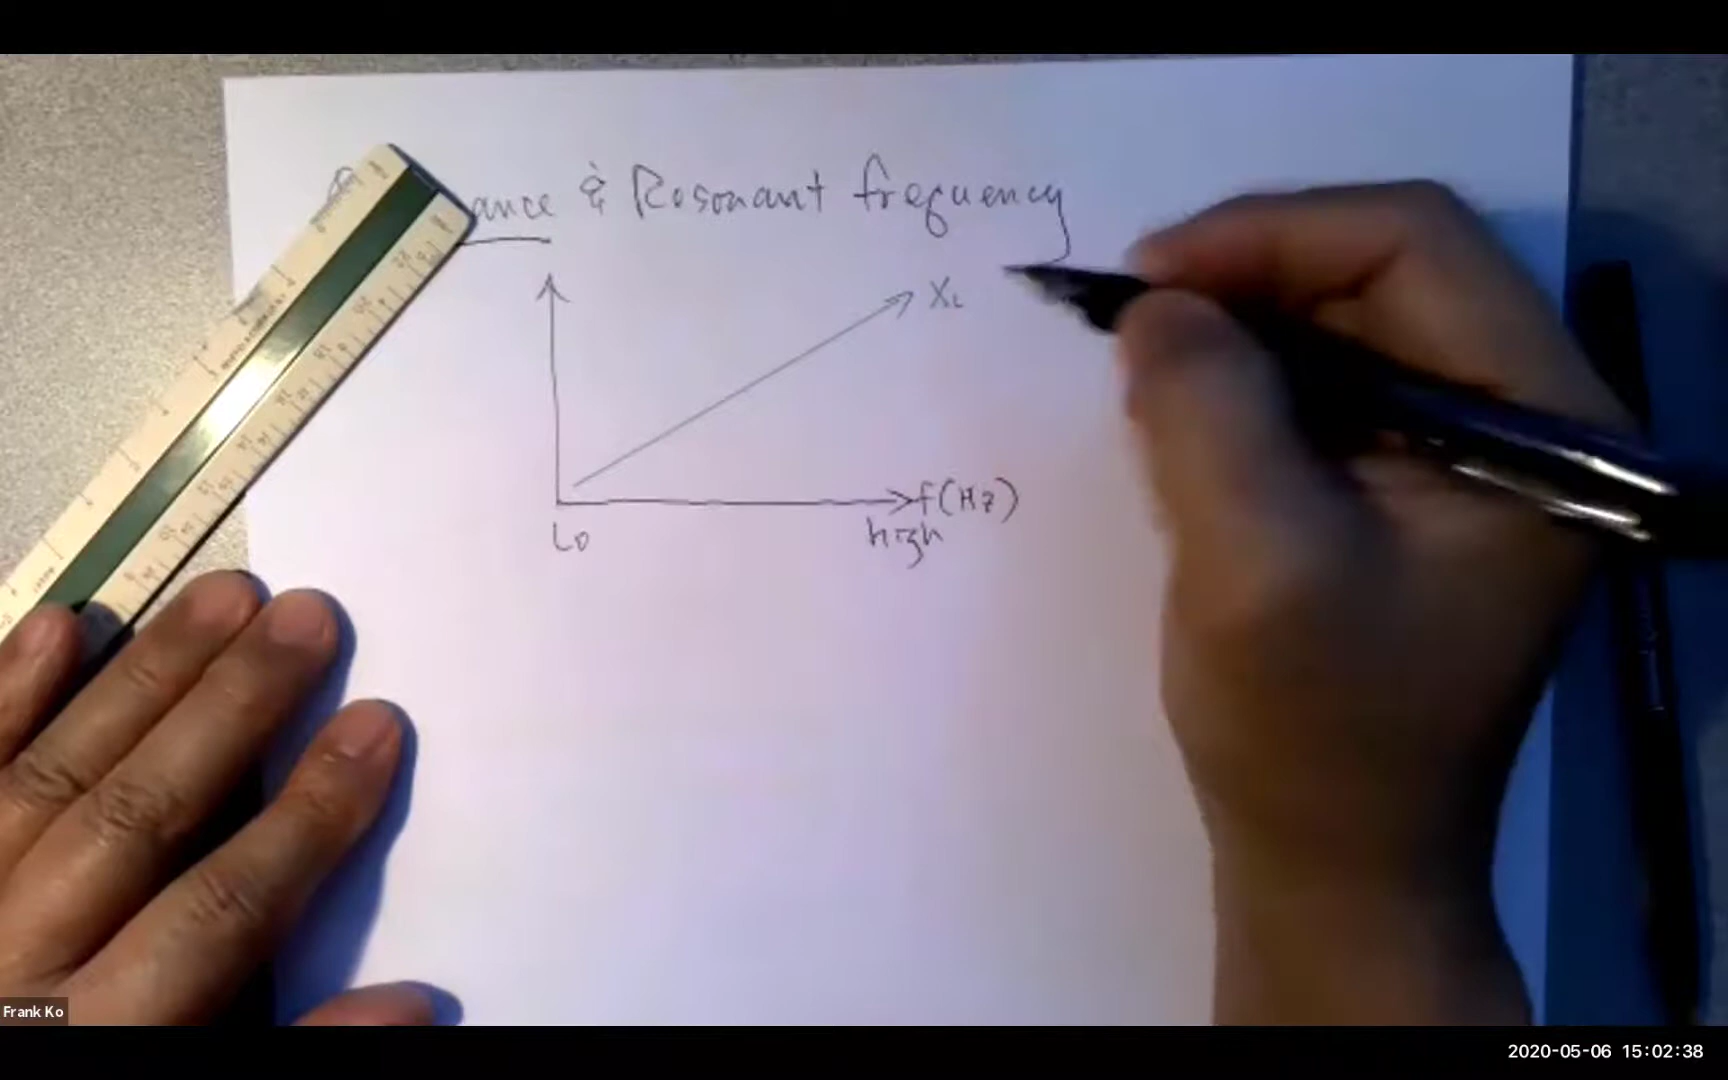 ance & Resonant frequency
XL
f(Hz)
Lo high
Frank Ko
2020-05-06 15:02:38